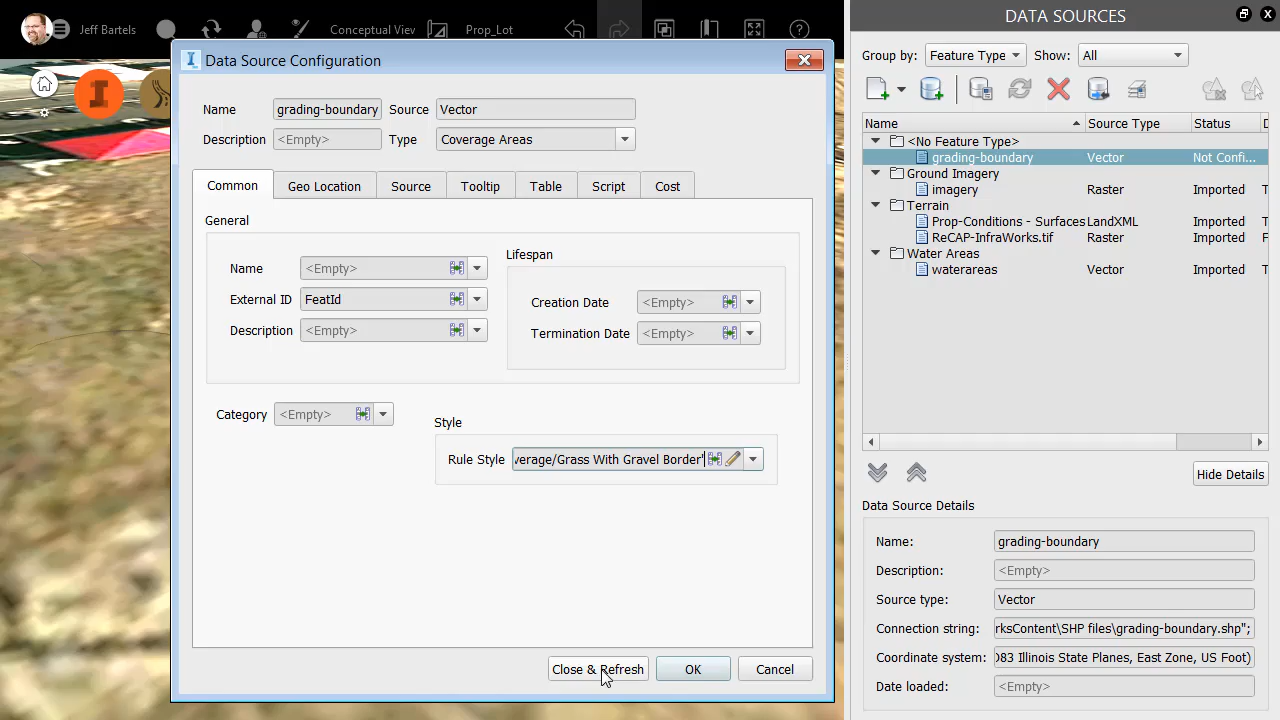 Jeff Bartels
Conceptual View
Prop_Lot
DATA SOURCES
Data Source Configuration
Name grading-boundary Source Vector
Description <Empty> Type Coverage Areas
Common Geo Location Source Tooltip Table Script Cost
General
Name <Empty>
External ID FeatId
Description <Empty>
Lifespan
Creation Date <Empty>
Termination Date <Empty>
Category <Empty>
Style
Rule Style verage/Grass With Gravel Border'
Close & Refresh OK Cancel
Group by: Feature Type Show: All
Name Source Type Status
<No Feature Type>
grading-boundary Vector Not Confi...
Ground Imagery
imagery Raster Imported
Terrain
Prop-Conditions - Surfaces LandXML Imported
ReCAP-InfraWorks.tif Raster Imported
Water Areas
waterareas Vector Imported
Hide Details
Data Source Details
Name: grading-boundary
Description: <Empty>
Source type: Vector
Connection string: rksContent\SHP files\grading-boundary.shp";
Coordinate system: D83 Illinois State Planes, East Zone, US Foot)
Date loaded: <Empty>